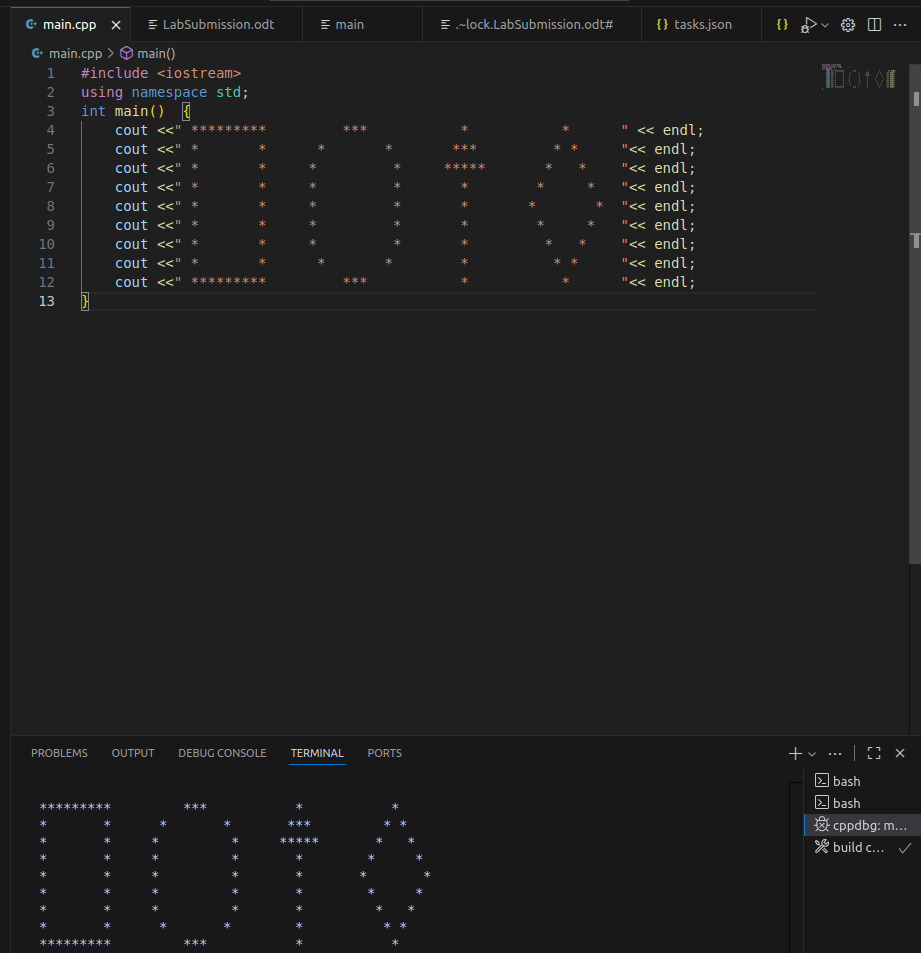 main.cpp
LabSubmission.odt
main
.~lock.LabSubmission.odt#
tasks.json
main.cpp > main()
1 #include <iostream>
2 using namespace std;
3 int main()  {
4     cout <<" *********         ***           *           *      " << endl;
5     cout <<" *       *      *       *       ***         * *     "<< endl;
6     cout <<" *       *     *         *     *****       *   *    "<< endl;
7     cout <<" *       *     *         *       *        *     *   "<< endl;
8     cout <<" *       *     *         *       *       *       *  "<< endl;
9     cout <<" *       *     *         *       *        *     *   "<< endl;
10     cout <<" *       *     *         *       *         *   *    "<< endl;
11     cout <<" *       *      *       *        *          * *     "<< endl;
12     cout <<" *********         ***           *           *      "<< endl;
13 }
PROBLEMS OUTPUT DEBUG CONSOLE TERMINAL PORTS
 *********         ***           *           *
 *       *      *       *       ***         * *
 *       *     *         *     *****       *   *
 *       *     *         *       *        *     *
 *       *     *         *       *       *       *
 *       *     *         *       *        *     *
 *       *     *         *       *         *   *
 *       *      *       *        *          * *
 *********         ***           *           *
bash
bash
cppdbg: m...
build c...